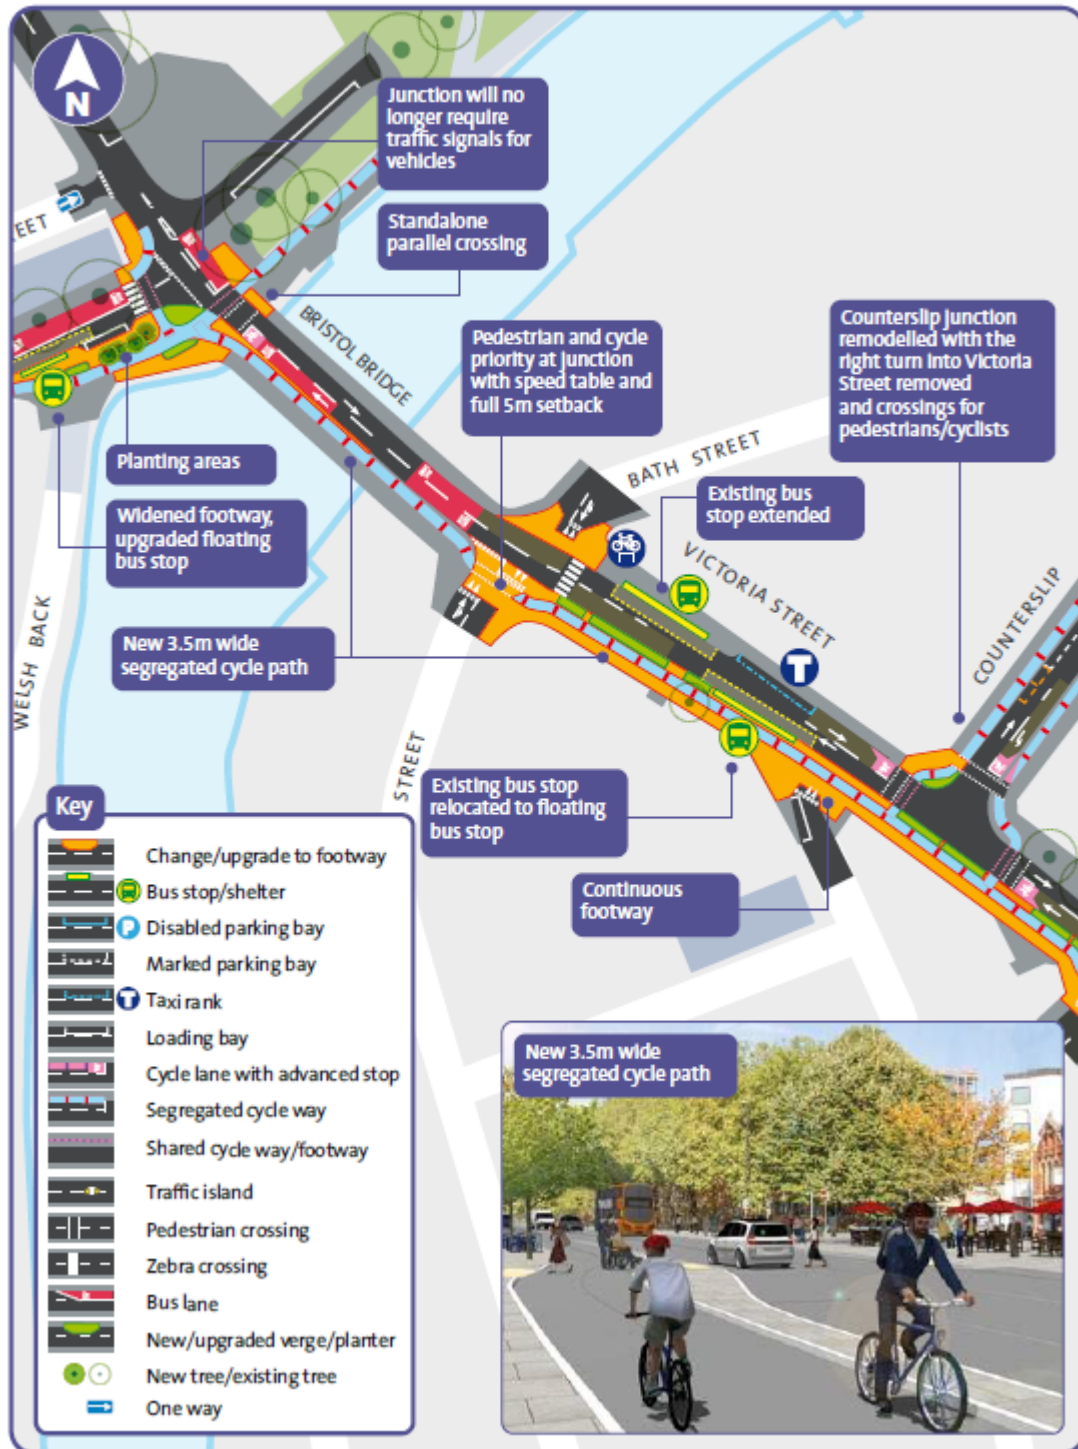 N
Junction will no
longer require
traffic signals for
vehicles
Standalone
parallel crossing
EET
BRISTOL BRIDGE
Pedestrian and cycle
priority at junction
with speed table and
full 5m setback
Counterslip junction
remodelled with the
right turn into Victoria
Street removed
and crossings for
pedestrians/cyclists
Planting areas
BATH STREET
Existing bus
stop extended
Widened footway,
upgraded floating
bus stop
VICTORIA STREET
COUNTERSLIP
WELSH BACK
New 3.5m wide
segregated cycle path
T
STREET
Existing bus stop
relocated to floating
bus stop
Continuous
footway
Key
Change/upgrade to footway
Bus stop/shelter
P Disabled parking bay
Marked parking bay
T Taxi rank
Loading bay
Cycle lane with advanced stop
Segregated cycle way
Shared cycle way/footway
Traffic island
Pedestrian crossing
Zebra crossing
Bus lane
New/upgraded verge/planter
New tree/existing tree
One way
New 3.5m wide
segregated cycle path